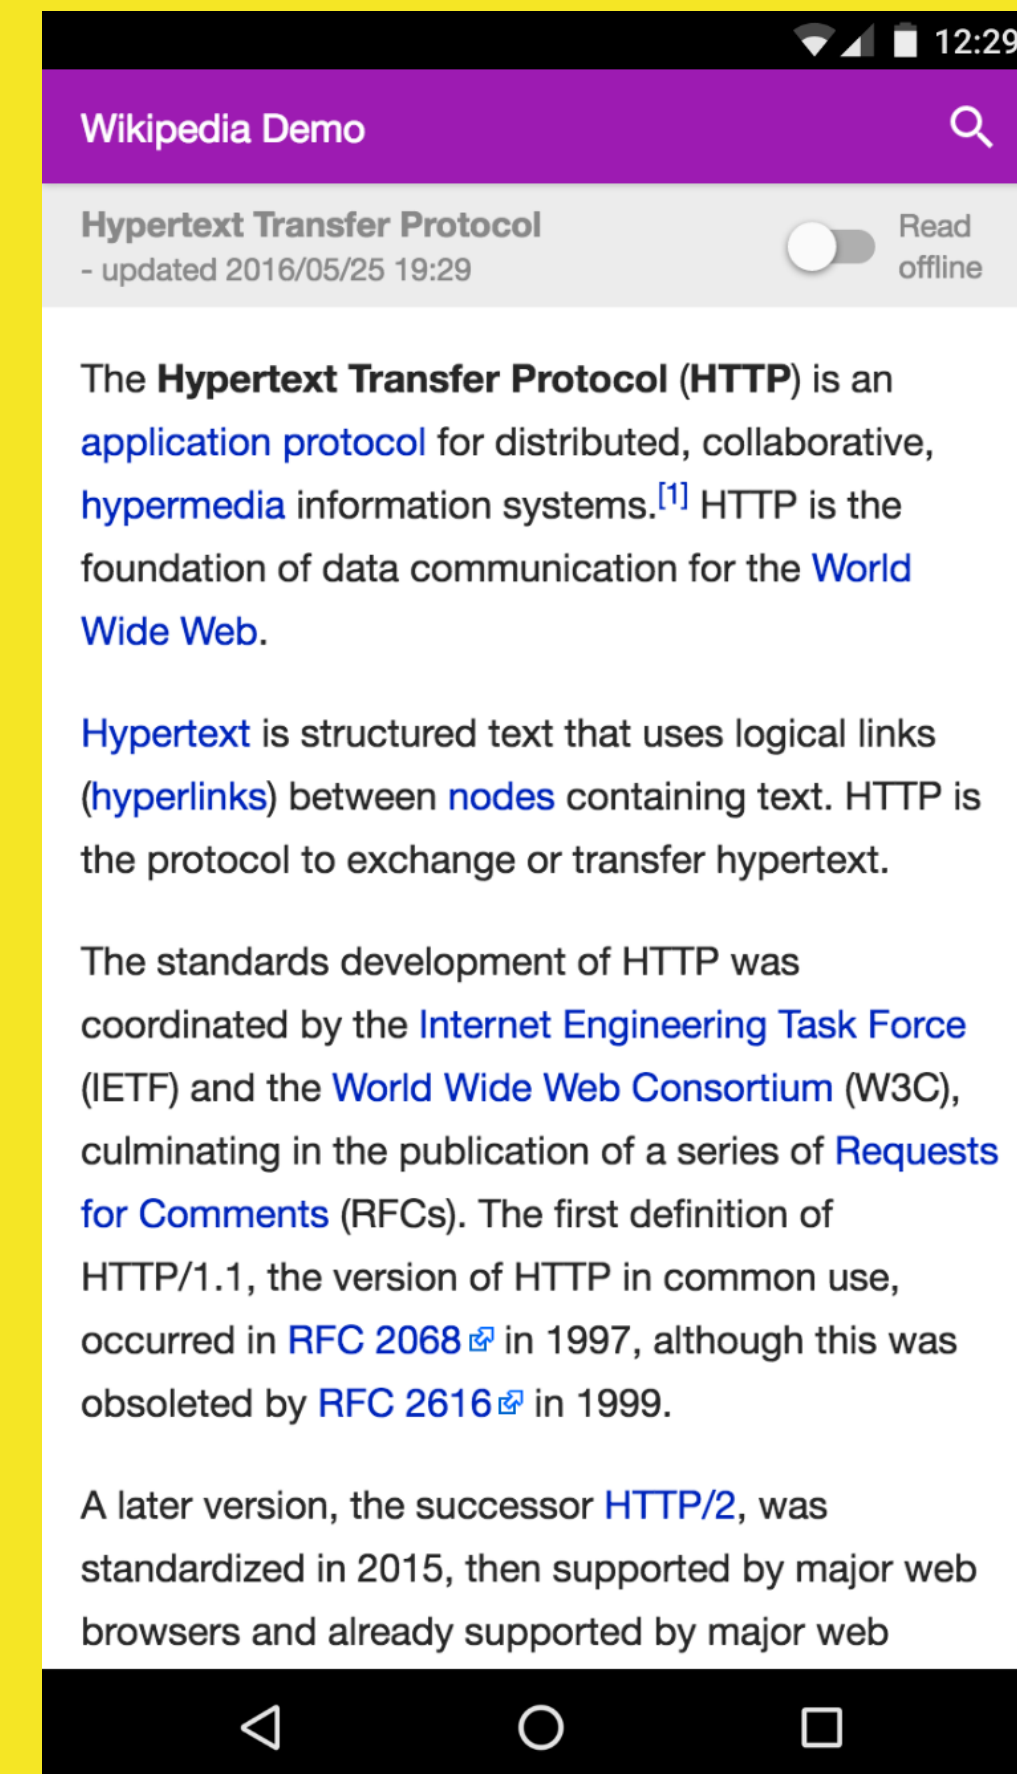 12:29
Wikipedia Demo
Hypertext Transfer Protocol
- updated 2016/05/25 19:29
Read
offline
The Hypertext Transfer Protocol (HTTP) is an
application protocol for distributed, collaborative,
hypermedia information systems.[1] HTTP is the
foundation of data communication for the World
Wide Web.
Hypertext is structured text that uses logical links
(hyperlinks) between nodes containing text. HTTP is
the protocol to exchange or transfer hypertext.
The standards development of HTTP was
coordinated by the Internet Engineering Task Force
(IETF) and the World Wide Web Consortium (W3C),
culminating in the publication of a series of Requests
for Comments (RFCs). The first definition of
HTTP/1.1, the version of HTTP in common use,
occurred in RFC 2068 in 1997, although this was
obsoleted by RFC 2616 in 1999.
A later version, the successor HTTP/2, was
standardized in 2015, then supported by major web
browsers and already supported by major web